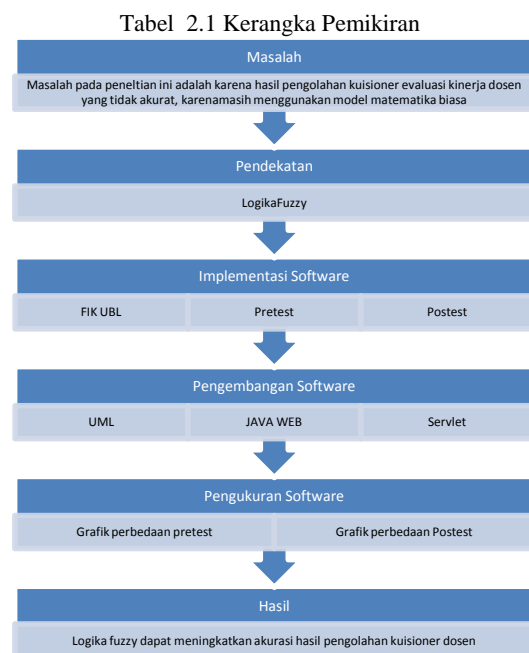 Tabel 2.1 Kerangka Pemikiran
Masalah
Masalah pada peneltian ini adalah karena hasil pengolahan kuisioner evaluasi kinerja dosen
yang tidak akurat, karenamasih menggunakan model matematika biasa
Pendekatan
LogikaFuzzy
Implementasi Software
FIK UBL Pretest Postest
Pengembangan Software
UML JAVA WEB Servlet
Pengukuran Software
Grafik perbedaan pretest Grafik perbedaan Postest
Hasil
Logika fuzzy dapat meningkatkan akurasi hasil pengolahan kuisioner dosen